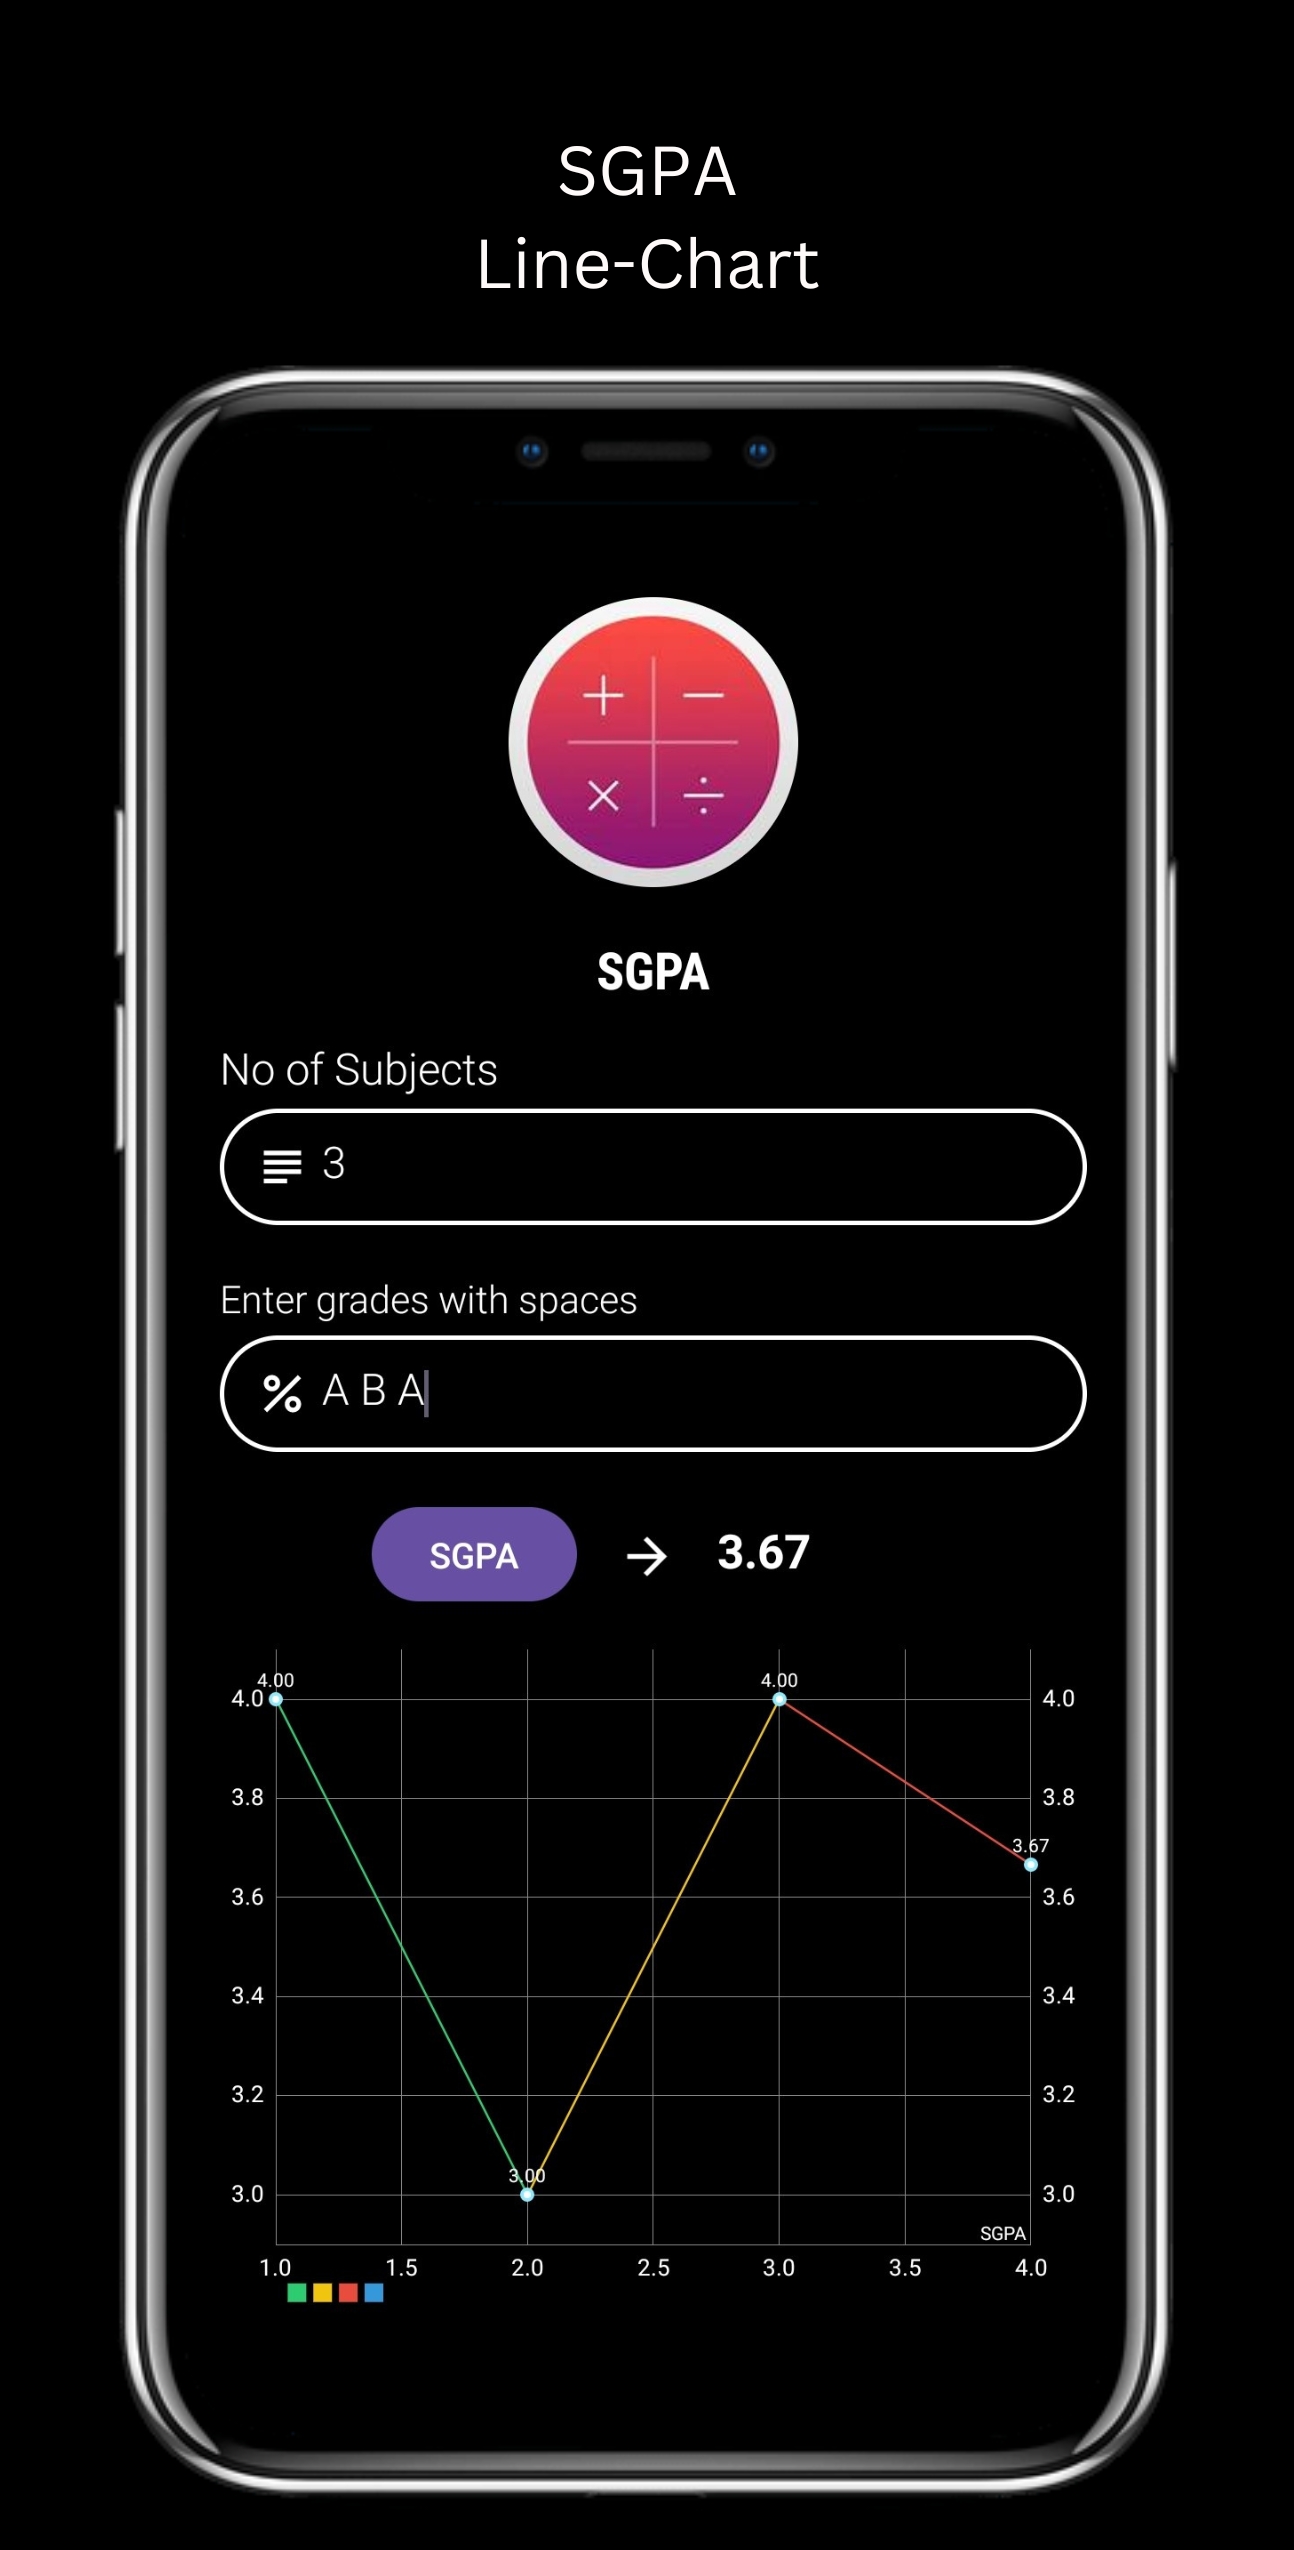 SGPA
Line-Chart
SGPA
No of Subjects
3
Enter grades with spaces
A B A
SGPA → 3.67
4.00 4.00
4.0 4.0
3.8 3.8
3.67
3.6 3.6
3.4 3.4
3.2 3.2
3.00
3.0 3.0
SGPA
1.0 1.5 2.0 2.5 3.0 3.5 4.0